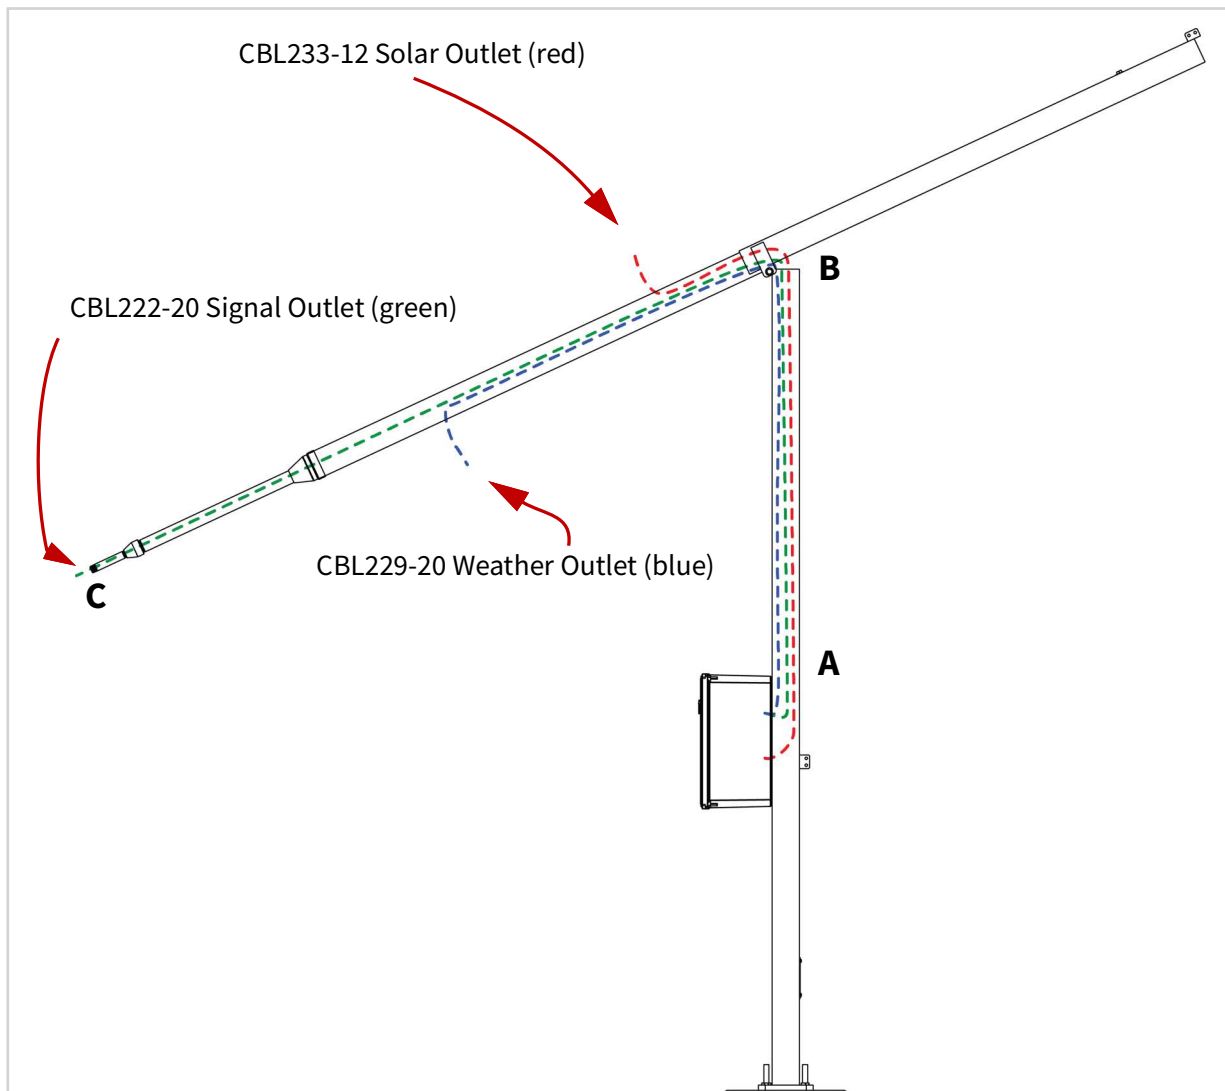 CBL233-12 Solar Outlet (red)
B
CBL222-20 Signal Outlet (green)
CBL229-20 Weather Outlet (blue)
C
A